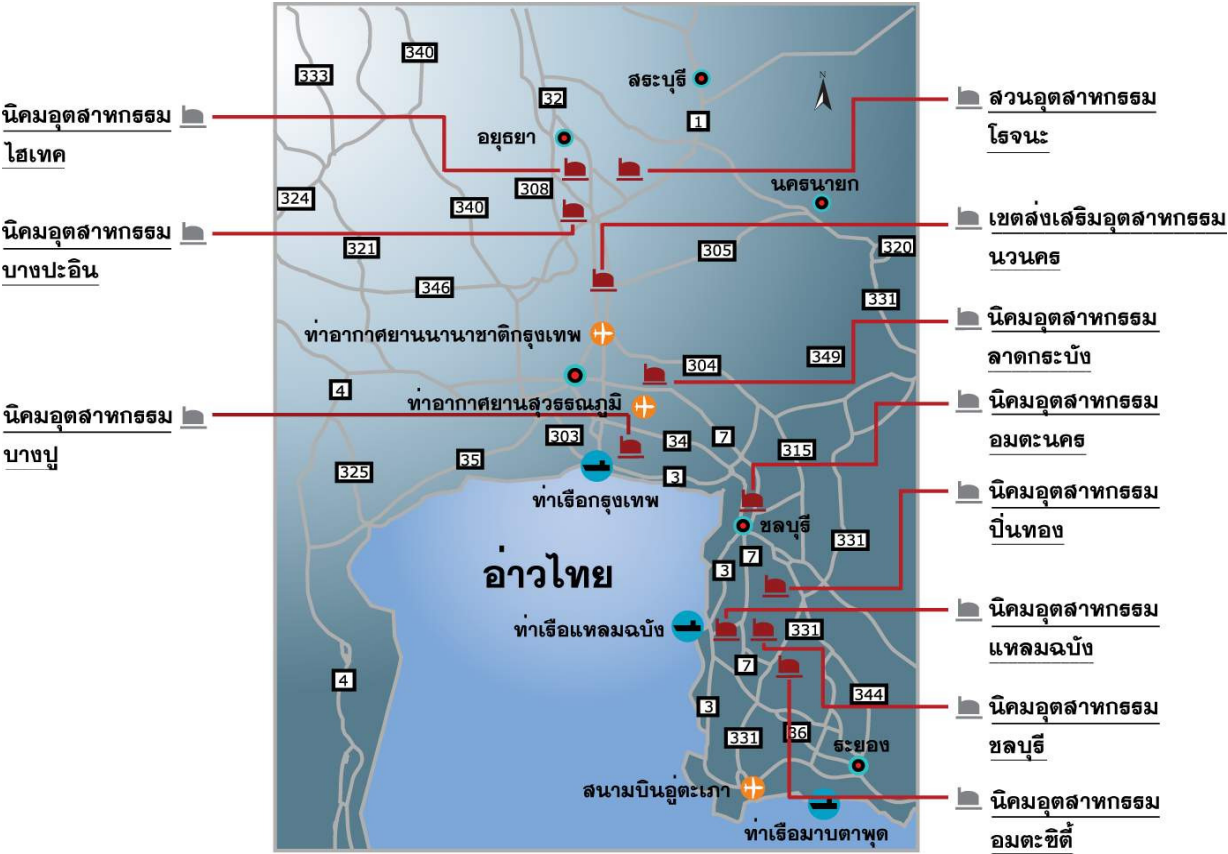 นิคมอุตสาหกรรม
ไฮเทค
นิคมอุตสาหกรรม
บางปะอิน
นิคมอุตสาหกรรม
บางปู
333
340
32
สระบุรี
N
1
อยุธยา
308
นครนายก
324
340
321
305
320
346
331
ท่าอากาศยานนานาชาติกรุงเทพ
304
349
4
ท่าอากาศยานสุวรรณภูมิ
303
34
7
315
35
325
3
ท่าเรือกรุงเทพ
ชลบุรี
331
7
3
อ่าวไทย
ท่าเรือแหลมฉบัง
331
7
4
344
3
331
36
ระยอง
สนามบินอู่ตะเภา
ท่าเรือมาบตาพุด
สวนอุตสาหกรรม
โรจนะ
เขตส่งเสริมอุตสาหกรรม
นวนคร
นิคมอุตสาหกรรม
ลาดกระบัง
นิคมอุตสาหกรรม
อมตะนคร
นิคมอุตสาหกรรม
ปิ่นทอง
นิคมอุตสาหกรรม
แหลมฉบัง
นิคมอุตสาหกรรม
ชลบุรี
นิคมอุตสาหกรรม
อมตะซิตี้